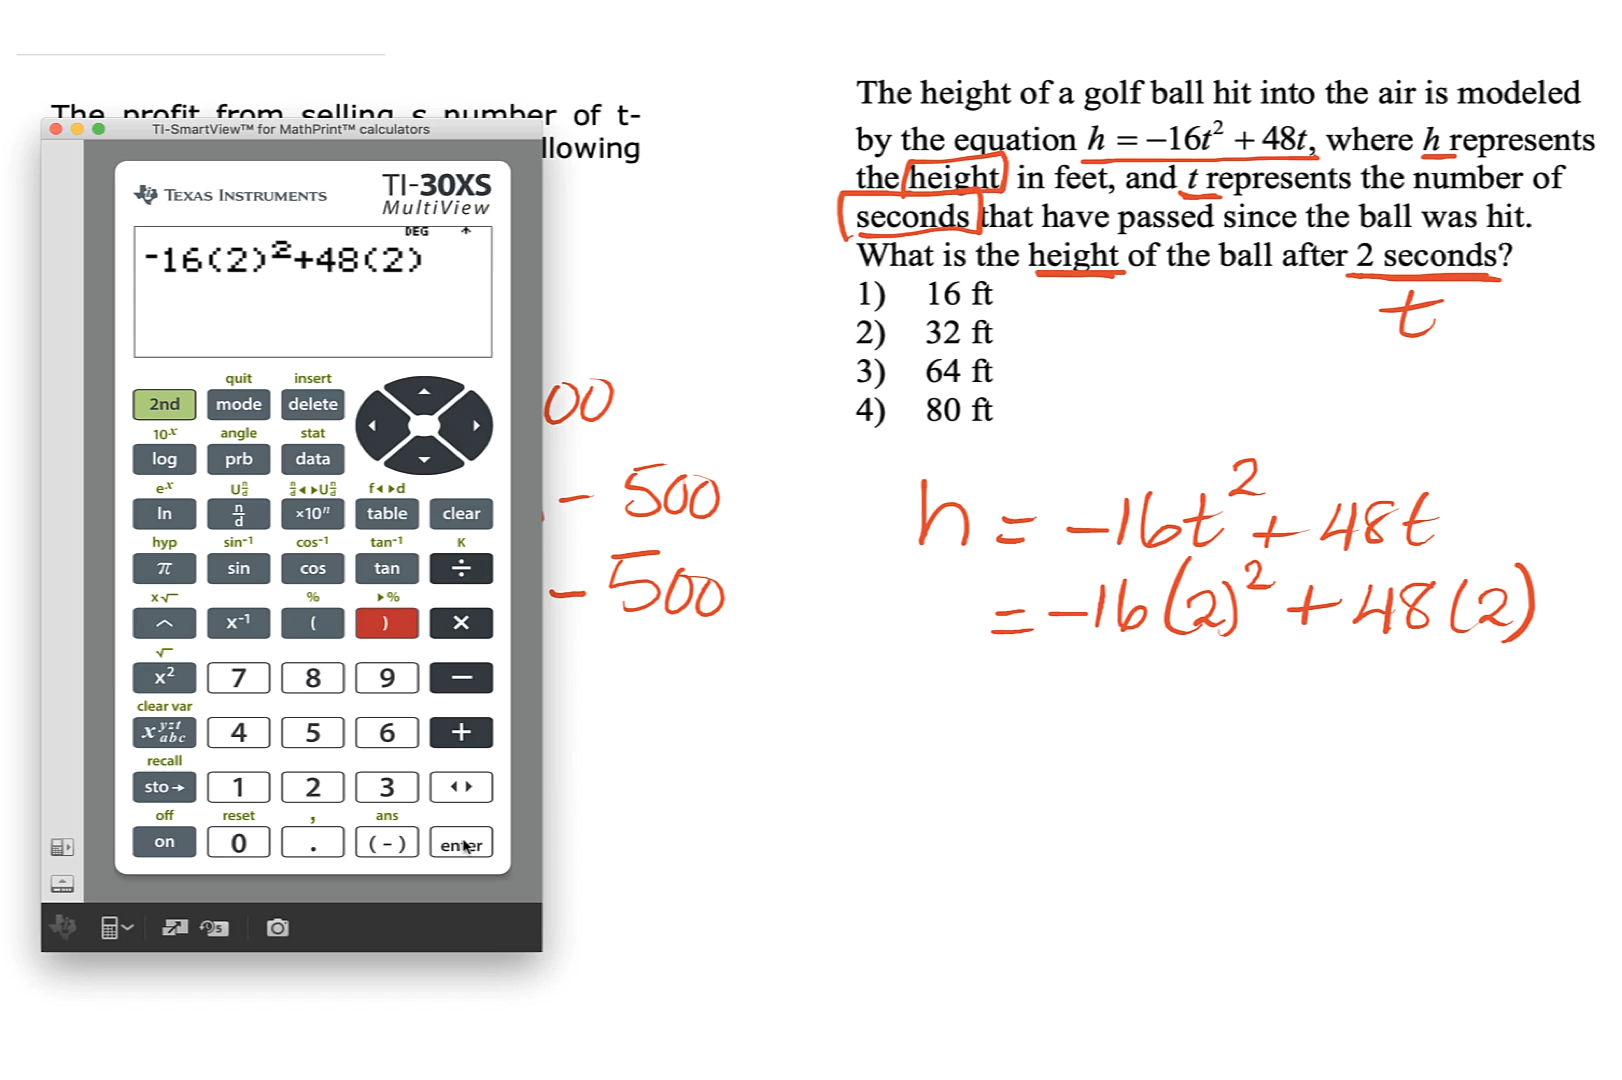 The profit from selling s number of t-
llowing
TI-SmartView™ for MathPrint™ calculators
TEXAS INSTRUMENTS
TI-30XS
MultiView
DEG
-16(2)²+48(2)
quit insert
2nd mode delete
10ˣ angle stat
log prb data
eˣ U n/d n/d◄►U n/d f◄►d
ln n/d ×10ⁿ table clear
hyp sin⁻¹ cos⁻¹ tan⁻¹ K
π sin cos tan ÷
x√ % ►%
^ x⁻¹ ( ) ×
√
x² 7 8 9 −
clear var
x yzt abc 4 5 6 +
recall
sto→ 1 2 3 ◄►
off reset , ans
on 0 . (-) enter
00
- 500
- 500
The height of a golf ball hit into the air is modeled
by the equation h = −16t² + 48t, where h represents
the height in feet, and t represents the number of
seconds that have passed since the ball was hit.
What is the height of the ball after 2 seconds?
t
1) 16 ft
2) 32 ft
3) 64 ft
4) 80 ft
h = -16t² + 48t
= -16(2)² + 48(2)